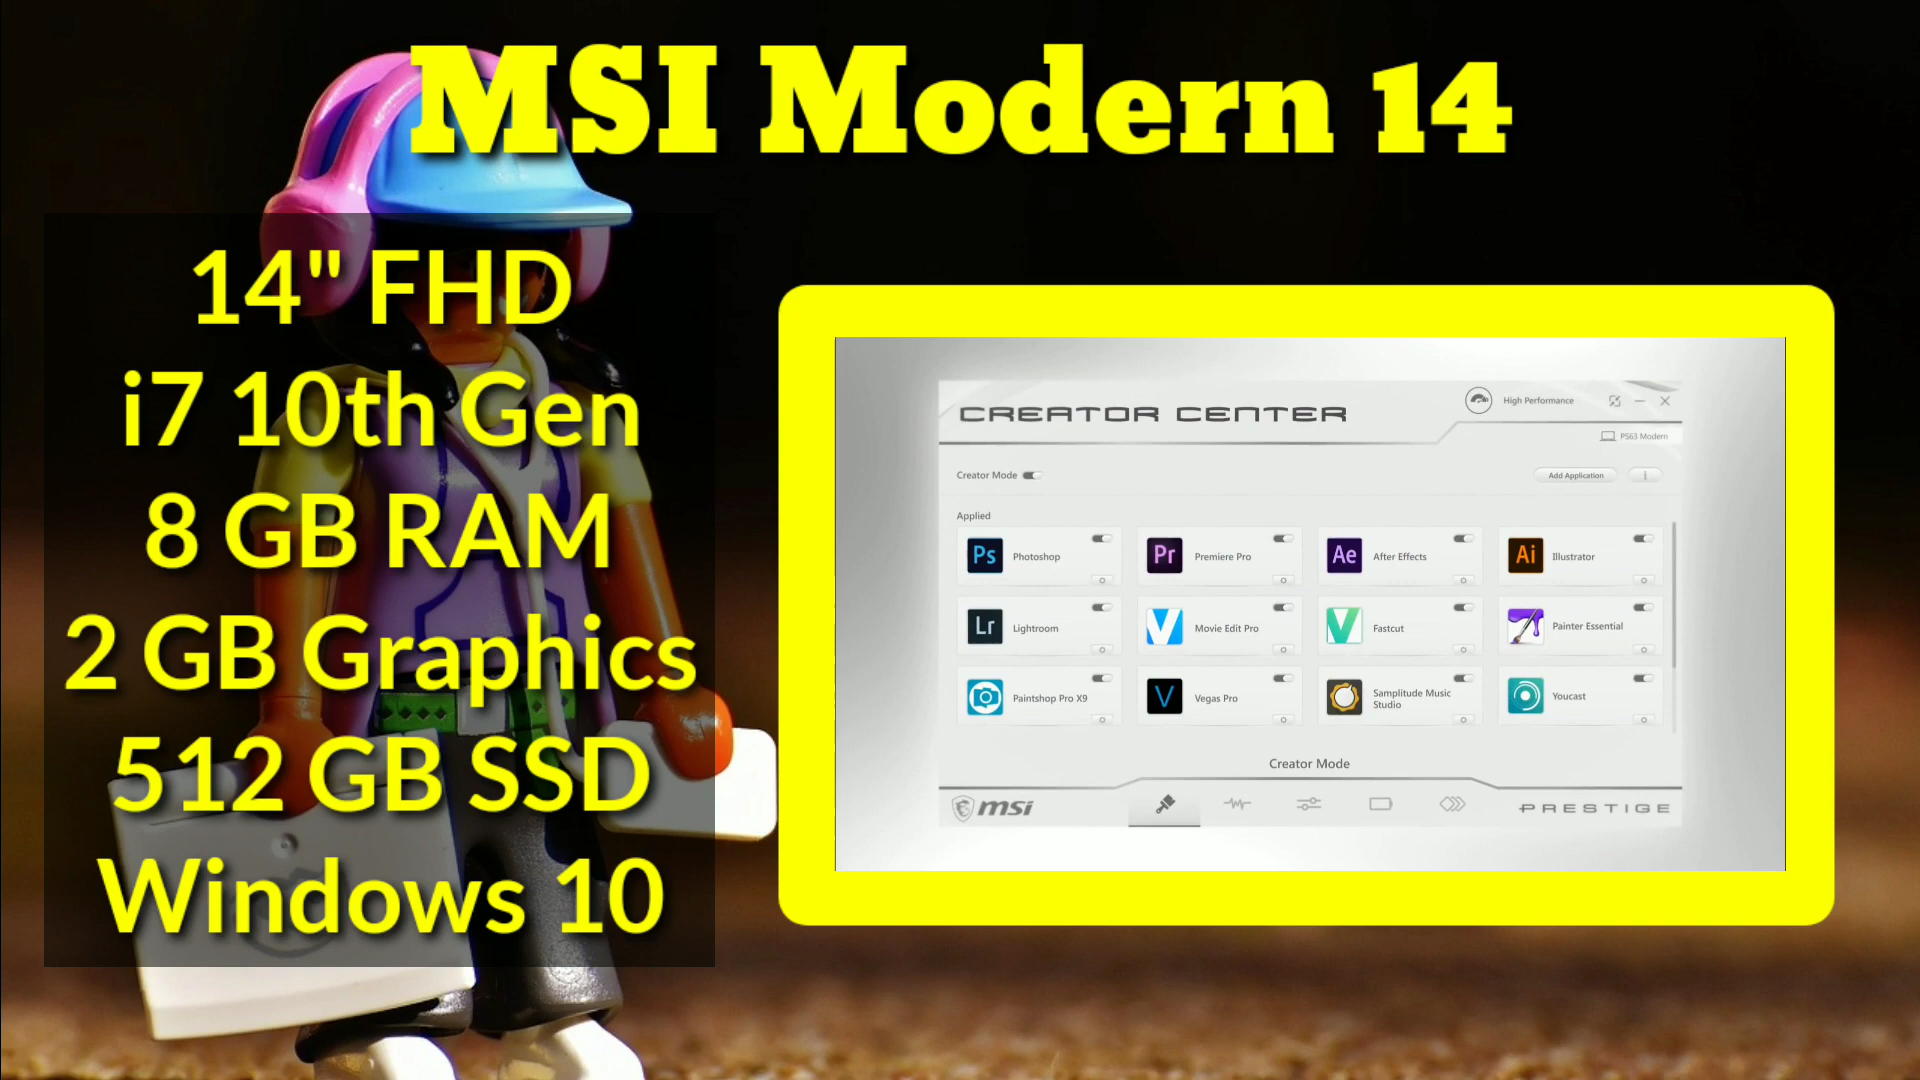 MSI Modern 14
14" FHD
i7 10th Gen
8 GB RAM
2 GB Graphics
512 GB SSD
Windows 10
CREATOR CENTER
High Performance
PS63 Modern
Creator Mode
Add Application
Applied
Ps Photoshop
Pr Premiere Pro
Ae After Effects
Ai Illustrator
Lr Lightroom
Movie Edit Pro
Fastcut
Painter Essential
Paintshop Pro X9
Vegas Pro
Samplitude Music
Studio
Youcast
Creator Mode
msi
PRESTIGE